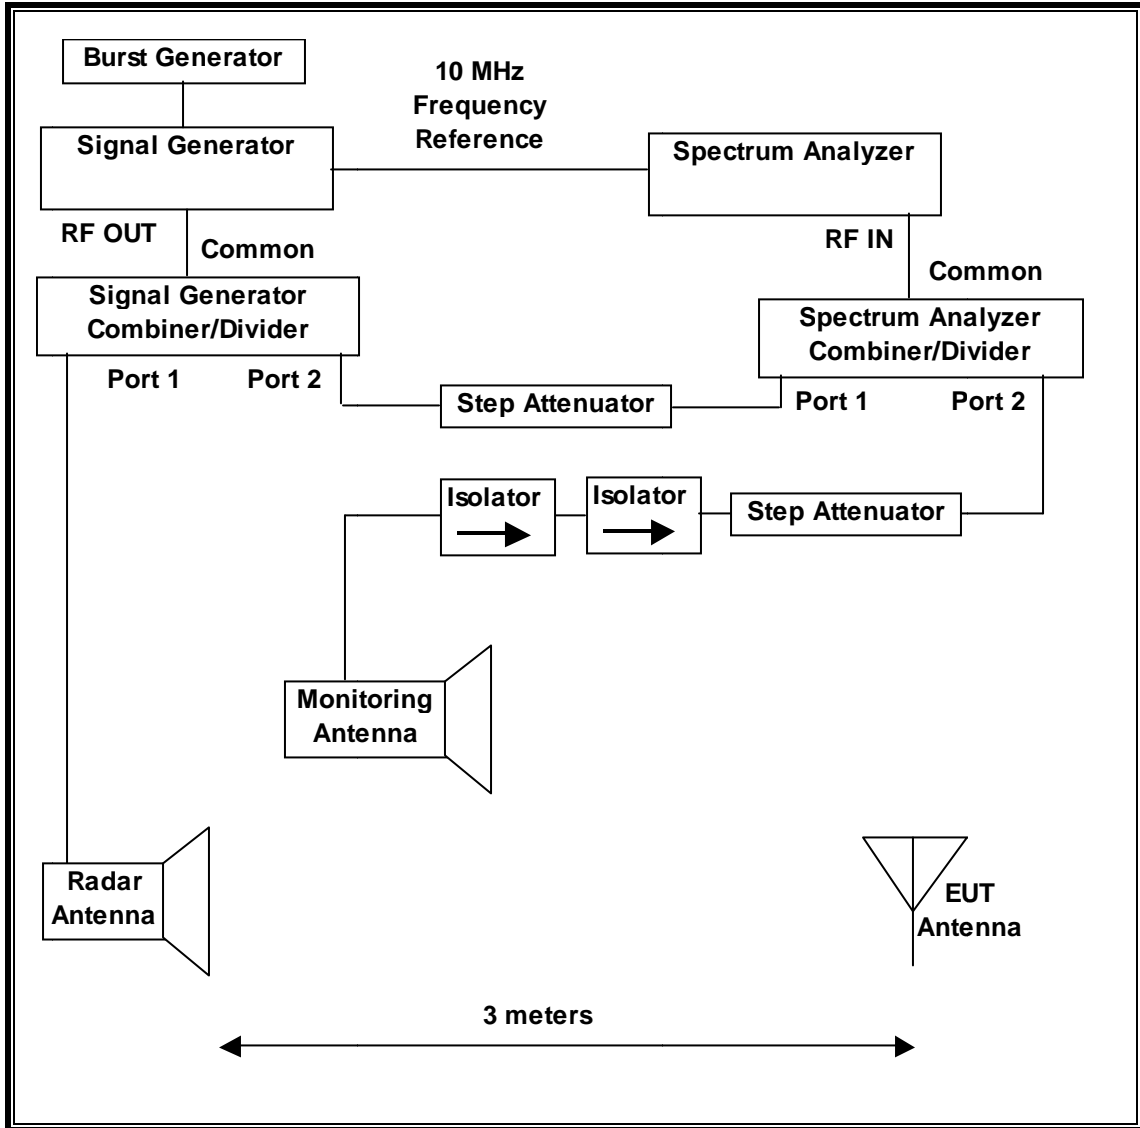 Burst Generator
10 MHz
Frequency
Reference
Signal Generator
Spectrum Analyzer
RF OUT
Common
RF IN
Common
Signal Generator
Combiner/Divider
Spectrum Analyzer
Combiner/Divider
Port 1
Port 2
Step Attenuator
Port 1
Port 2
Isolator
Isolator
Step Attenuator
Monitoring
Antenna
Radar
Antenna
EUT
Antenna
3 meters